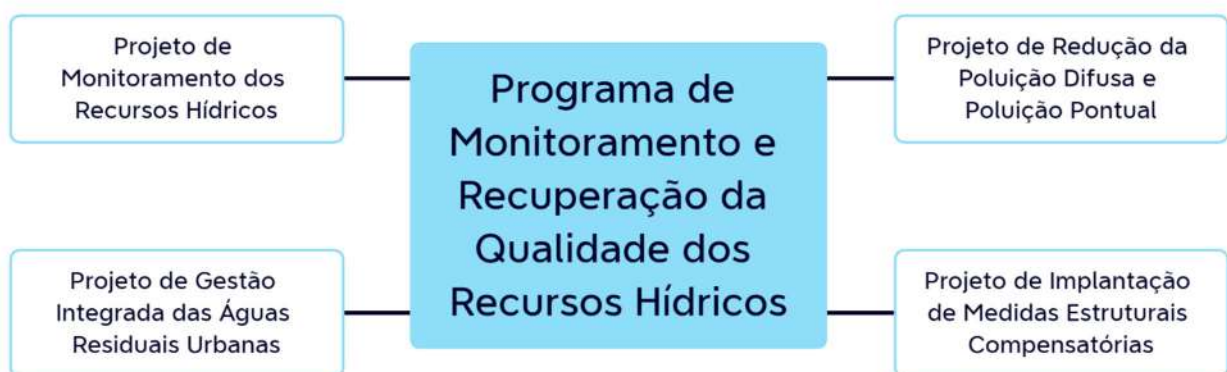 Projeto de
Monitoramento dos
Recursos Hídricos
Programa de
Monitoramento e
Recuperação da
Qualidade dos
Recursos Hídricos
Projeto de Redução da
Poluição Difusa e
Poluição Pontual
Projeto de Gestão
Integrada das Águas
Residuais Urbanas
Projeto de Implantação
de Medidas Estruturais
Compensatórias